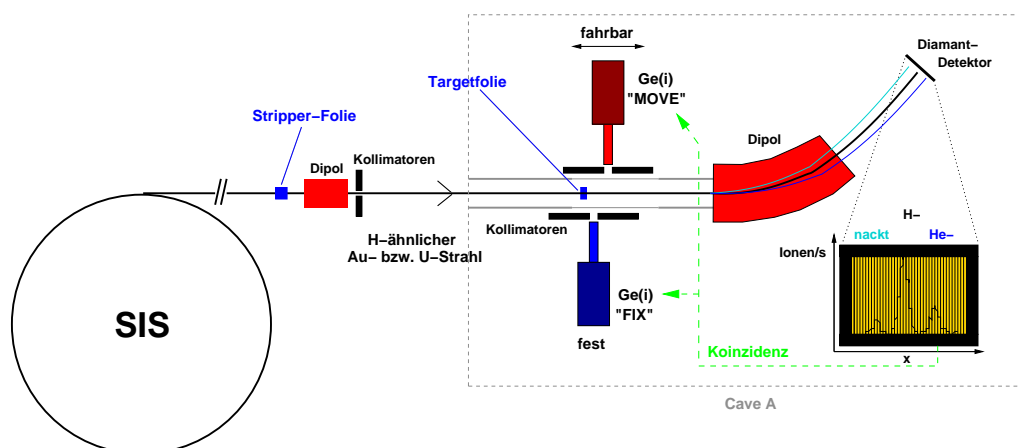 fahrbar
Diamant–
Detektor
Ge(i)
"MOVE"
Targetfolie
Stripper–Folie
Dipol
Dipol
Kollimatoren
//
Kollimatoren
H–ähnlicher
Au– bzw. U–Strahl
H–
nackt
He–
Ionen/s
Ge(i)
"FIX"
SIS
fest
Koinzidenz
x
Cave A